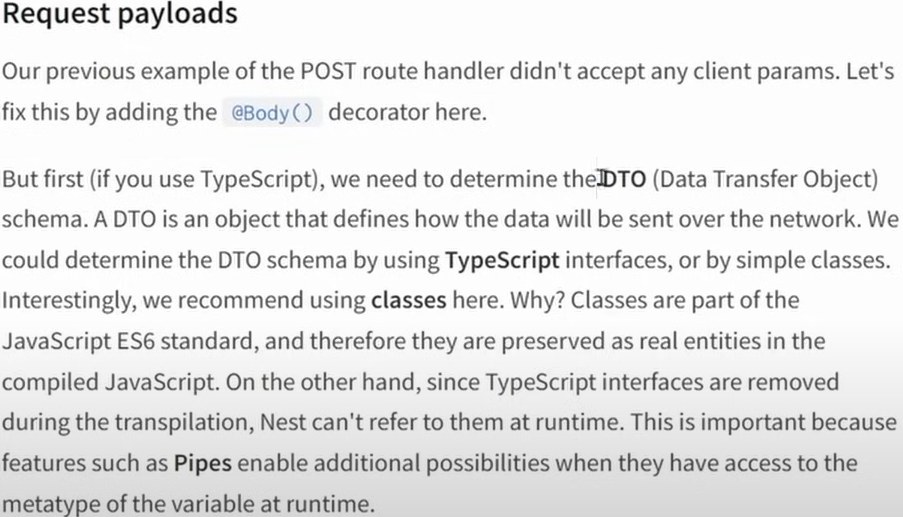 Request payloads
Our previous example of the POST route handler didn't accept any client params. Let's
fix this by adding the @Body() decorator here.
But first (if you use TypeScript), we need to determine the DTO (Data Transfer Object)
schema. A DTO is an object that defines how the data will be sent over the network. We
could determine the DTO schema by using TypeScript interfaces, or by simple classes.
Interestingly, we recommend using classes here. Why? Classes are part of the
JavaScript ES6 standard, and therefore they are preserved as real entities in the
compiled JavaScript. On the other hand, since TypeScript interfaces are removed
during the transpilation, Nest can't refer to them at runtime. This is important because
features such as Pipes enable additional possibilities when they have access to the
metatype of the variable at runtime.